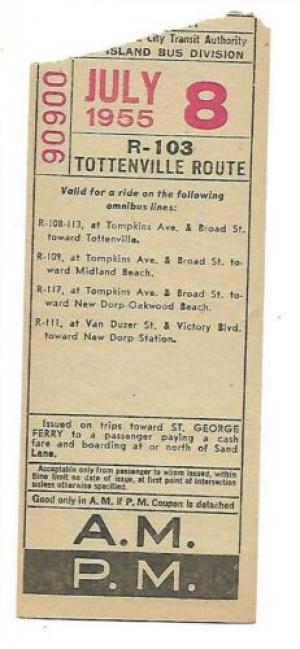 City Transit Authority
ISLAND BUS DIVISION
90900
JULY 8
1955
R-103
TOTTENVILLE ROUTE
Valid for a ride on the following
omnibus lines:
R-108-113, at Tompkins Ave. & Broad St.
toward Tottenville.
R-109, at Tompkins Ave. & Broad St. to-
ward Midland Beach.
R-117, at Tompkins Ave. & Broad St. to-
ward New Dorp-Oakwood Beach.
R-111, at Van Duzer St. & Victory Blvd.
toward New Dorp Station.
Issued on trips toward ST. GEORGE
FERRY to a passenger paying a cash
fare and boarding at or north of Sand
Lane.
Acceptable only from passenger to whom issued, within
time limit on date of issue, at first point of intersection
unless otherwise specified.
Good only in A. M. if P. M. Coupon is detached
A. M.
P. M.